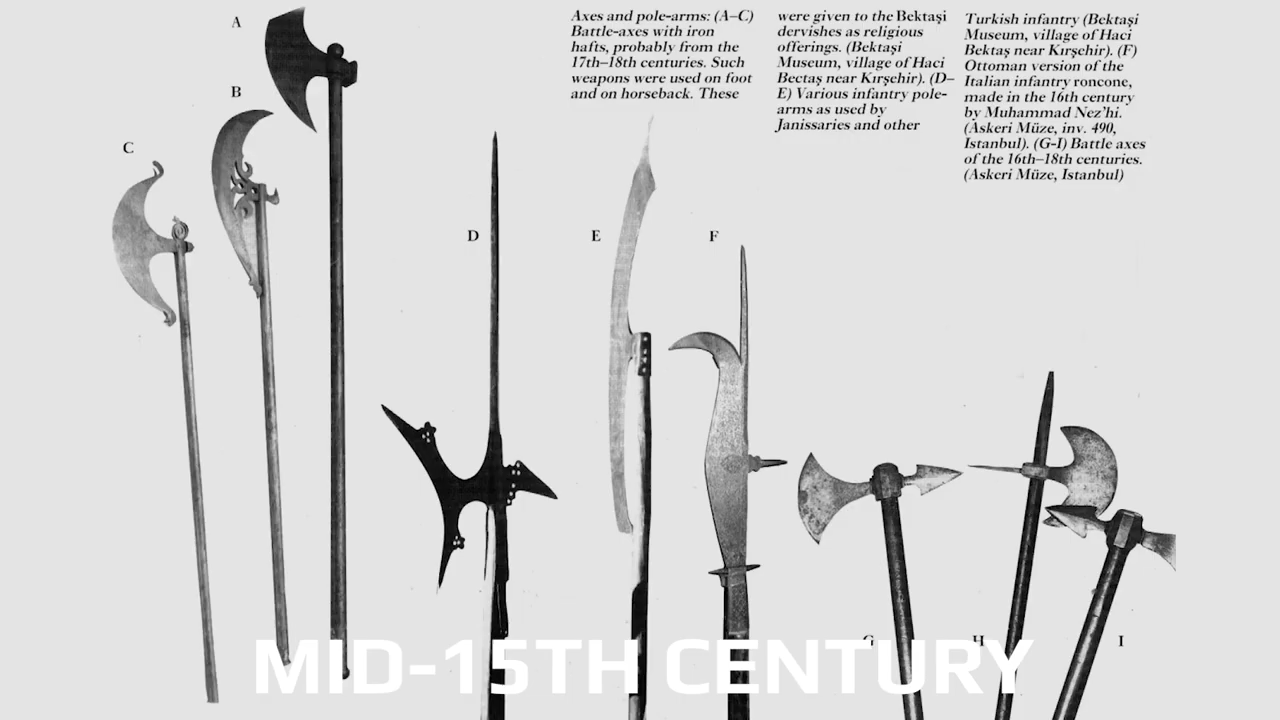 A
B
C
Axes and pole-arms: (A–C)
Battle-axes with iron
hafts, probably from the
17th–18th centuries. Such
weapons were used on foot
and on horseback. These
were given to the Bektaşi
dervishes as religious
offerings. (Bektaşi
Museum, village of Haci
Bectaş near Kırşehir). (D–
E) Various infantry pole-
arms as used by
Janissaries and other
Turkish infantry (Bektaşi
Museum, village of Haci
Bektaş near Kırşehir). (F)
Ottoman version of the
Italian infantry roncone,
made in the 16th century
by Muhammad Nez'hi.
(Askeri Müze, inv. 490,
Istanbul). (G-I) Battle axes
of the 16th–18th centuries.
(Askeri Müze, Istanbul)
D
E
F
G
H
I
MID-15TH CENTURY